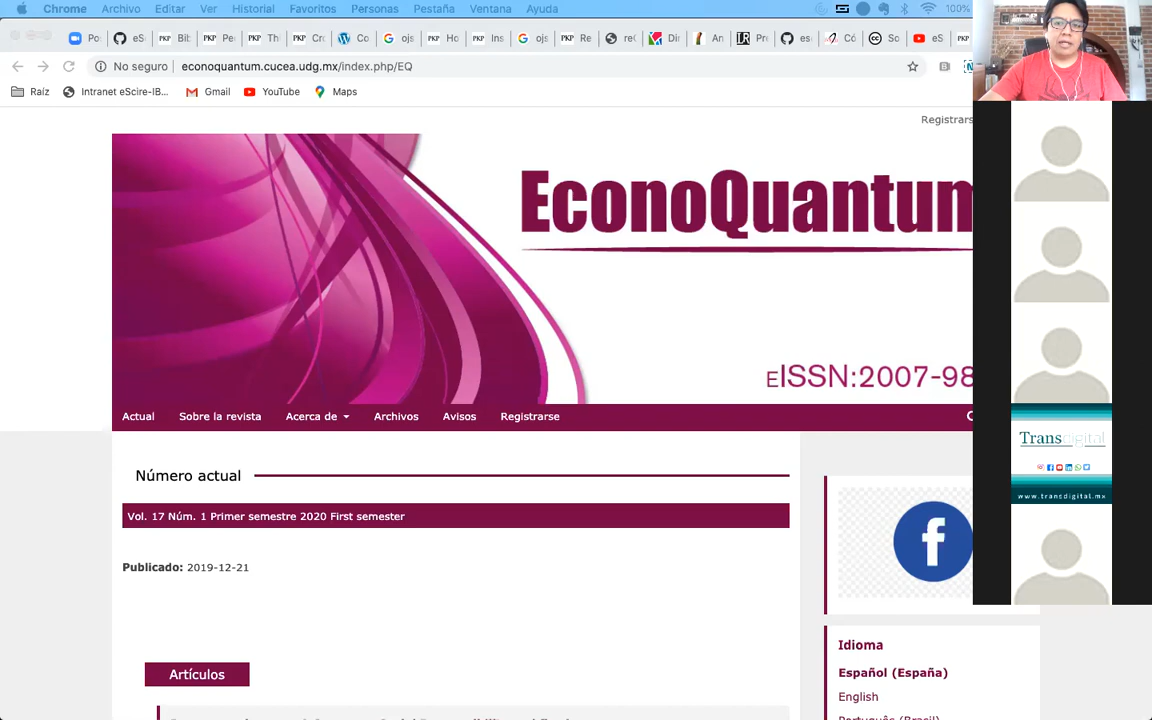 Chrome Archivo Editar Ver Historial Favoritos Personas Pestaña Ventana Ayuda 100%
No seguro econoquantum.cucea.udg.mx/index.php/EQ
Raíz Intranet eScire-IB... Gmail YouTube Maps
Registrars
EconoQuantum
EISSN:2007-98
Actual Sobre la revista Acerca de Archivos Avisos Registrarse
Número actual
Vol. 17 Núm. 1 Primer semestre 2020 First semester
Publicado: 2019-12-21
Artículos
Idioma
Español (España)
English
Português (Brasil)
Transdigital
www.transdigital.mx